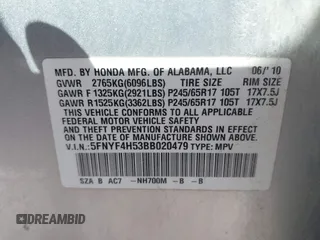 MFD. BY HONDA MFG. OF ALABAMA, LLC 06/'10
GVWR 2765KG(6096LBS) TIRE SIZE RIM SIZE
GAWR F 1325KG(2921LBS) P245/65R17 105T 17X7.5J
GAWR R1525KG(3362LBS) P245/65R17 105T 17X7.5J
THIS VEHICLE CONFORMS TO ALL APPLICABLE
FEDERAL MOTOR VEHICLE SAFETY STANDARDS IN
EFFECT ON THE DATE OF MANUFACTURE SHOWN ABOVE.
V.I.N.: 5FNYF4H53BB020479 TYPE: MPV
SZA B AC7 -NH700M -B -B
DREAMBID